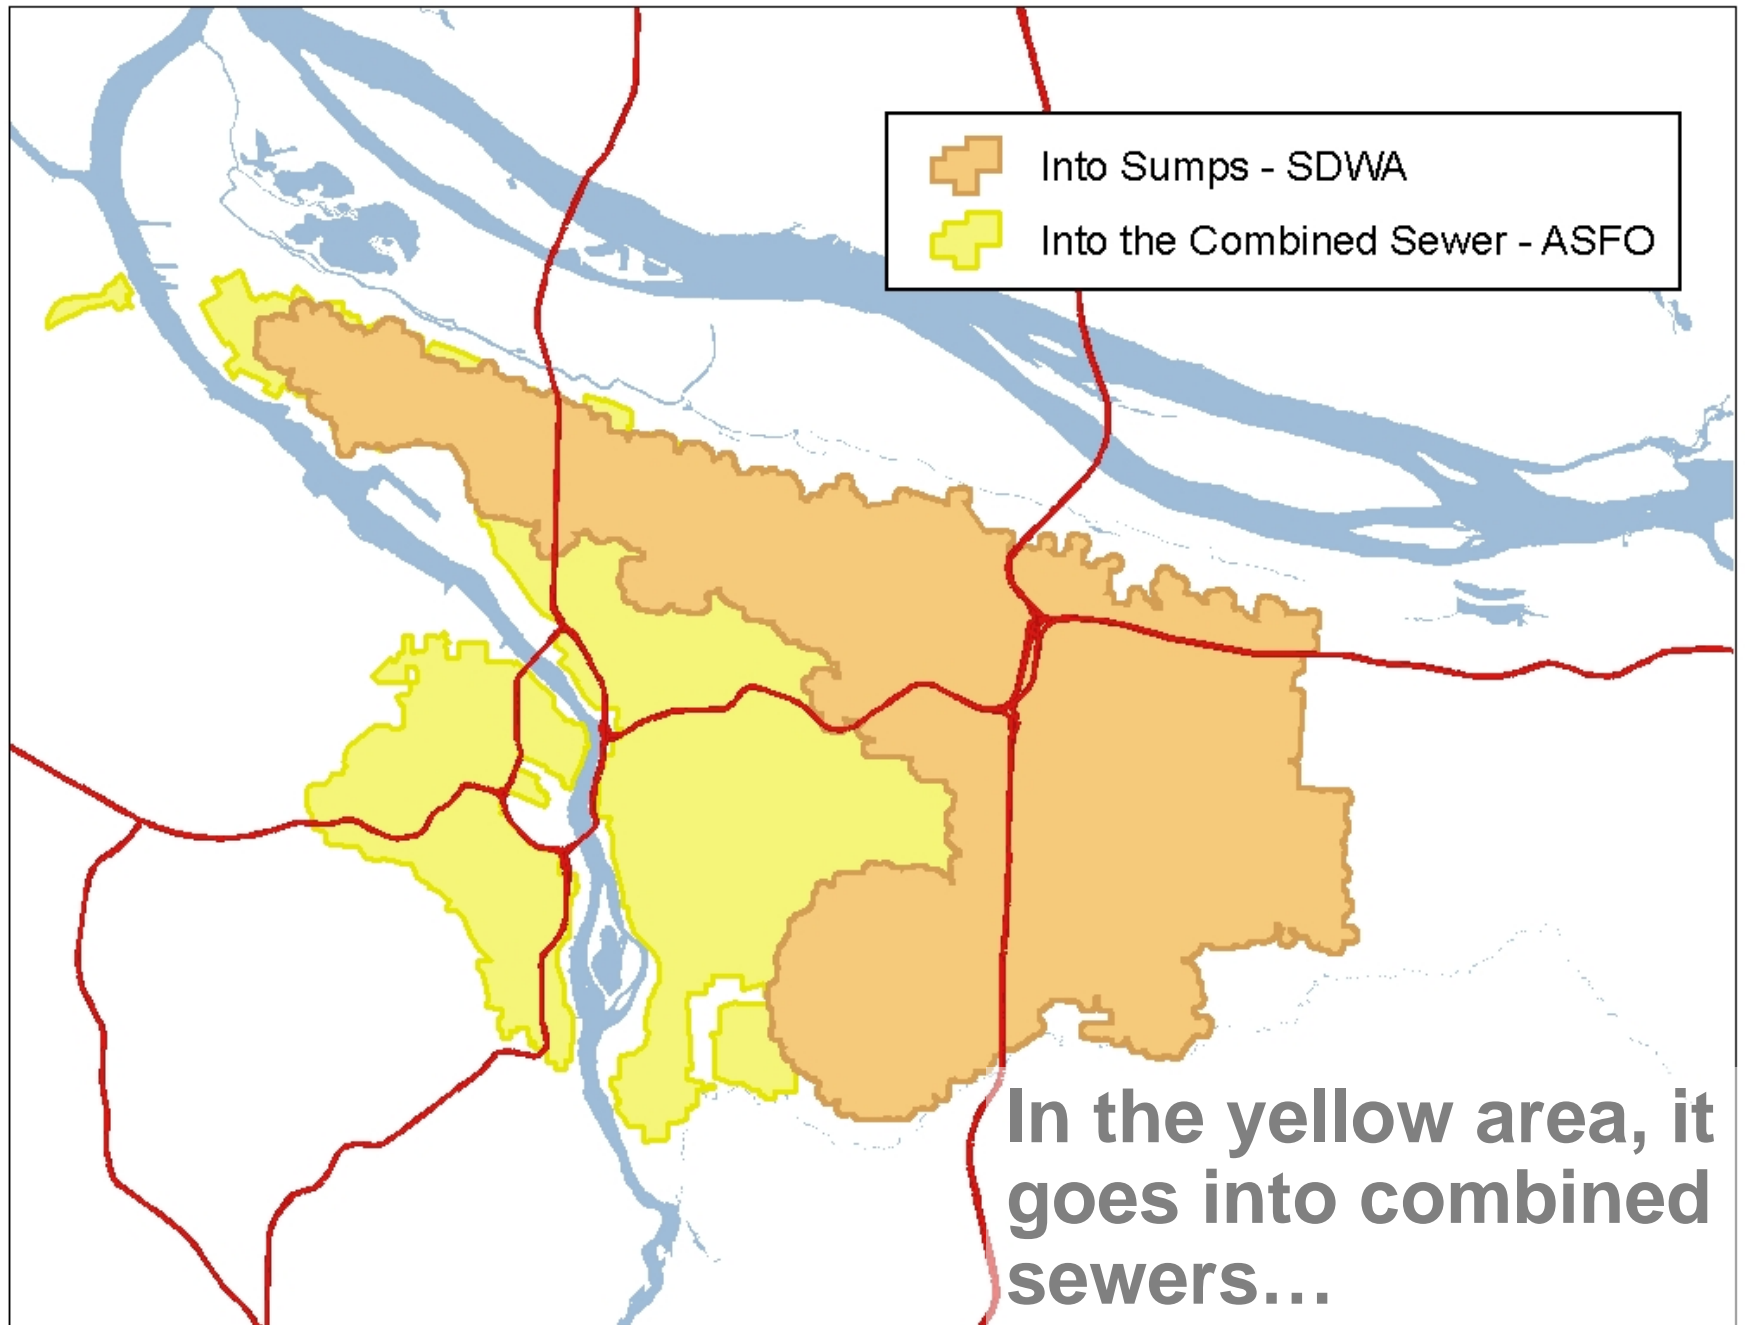 Into Sumps - SDWA
Into the Combined Sewer - ASFO
In the yellow area, it
goes into combined
sewers…